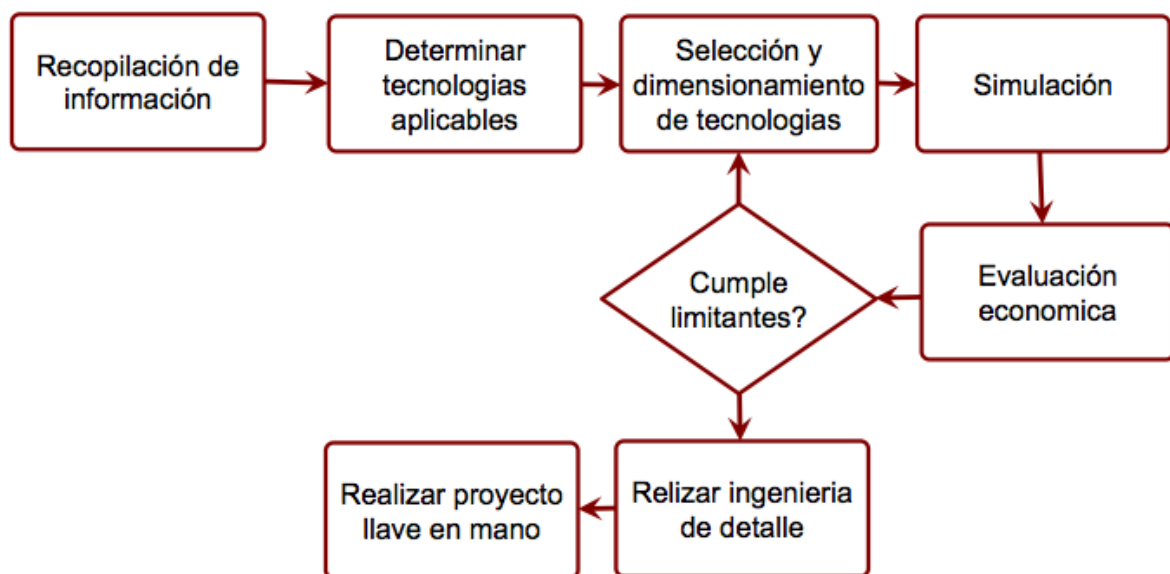 Recopilación de
información
Determinar
tecnologias
aplicables
Selección y
dimensionamiento
de tecnologias
Simulación
Evaluación
economica
Cumple
limitantes?
Relizar ingenieria
de detalle
Realizar proyecto
llave en mano